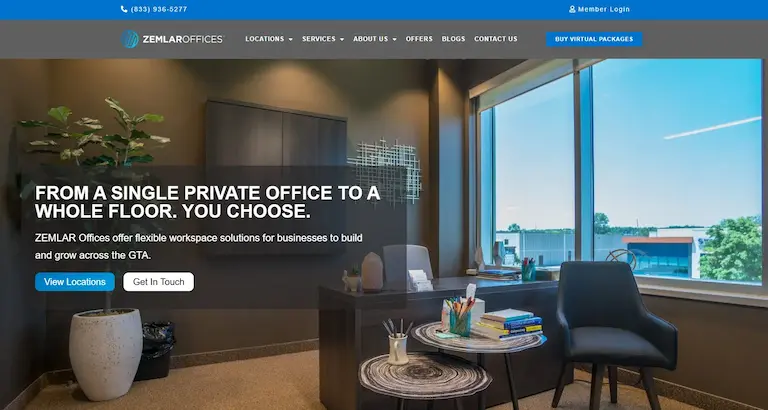 (833) 936-5277
Member Login
ZEMLAROFFICES
LOCATIONS SERVICES ABOUT US OFFERS BLOGS CONTACT US
BUY VIRTUAL PACKAGES
FROM A SINGLE PRIVATE OFFICE TO A
WHOLE FLOOR. YOU CHOOSE.
ZEMLAR Offices offer flexible workspace solutions for businesses to build
and grow across the GTA.
View Locations Get In Touch